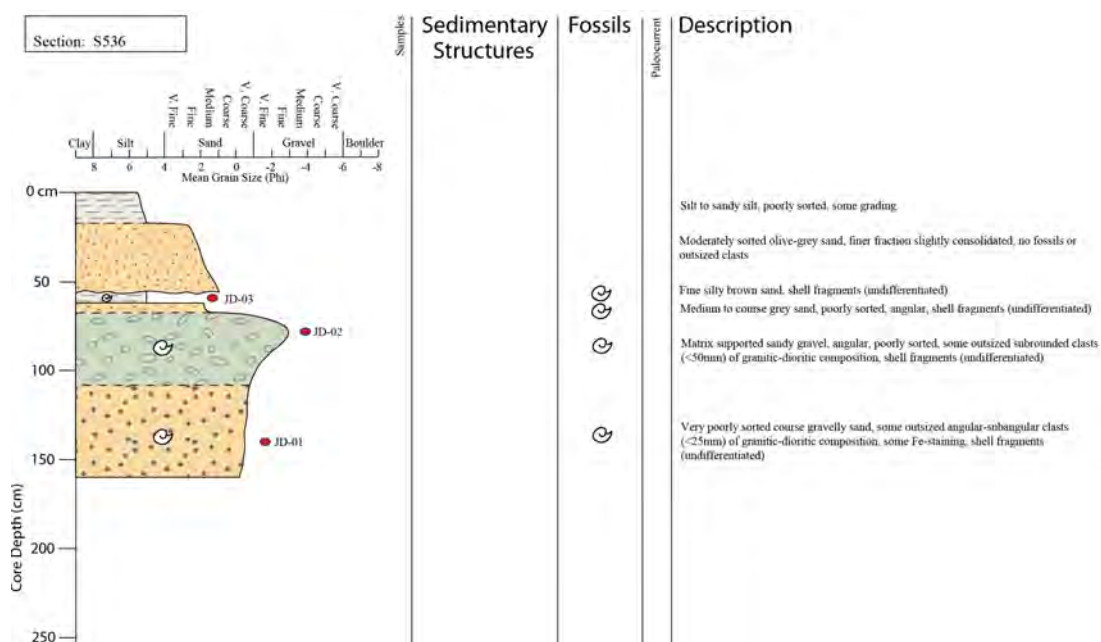 Section: S536
Samples
Sedimentary
Structures
Fossils
Paleocurrent
Description
V. Fine
Fine
Medium
Coarse
V. Coarse
V. Fine
Fine
Medium
Coarse
V. Coarse
Clay Silt Sand Gravel Boulder
8 6 4 2 0 -2 -4 -6 -8
Mean Grain Size (Phi)
0 cm
Silt to sandy silt, poorly sorted, some grading
Moderately sorted olive-grey sand, finer fraction slightly consolidated, no fossils or
outsized clasts
50
JD-03
Fine silty brown sand, shell fragments (undifferentiated)
Medium to course grey sand, poorly sorted, angular, shell fragments (undifferentiated)
JD-02
Matrix supported sandy gravel, angular, poorly sorted, some outsized subrounded clasts
(<50mm) of granitic-dioritic composition, shell fragments (undifferentiated)
100
JD-01
Very poorly sorted course gravelly sand, some outsized angular-subangular clasts
(<25mm) of granitic-dioritic composition, some Fe-staining, shell fragments
(undifferentiated)
150
Core Depth (cm)
200
250